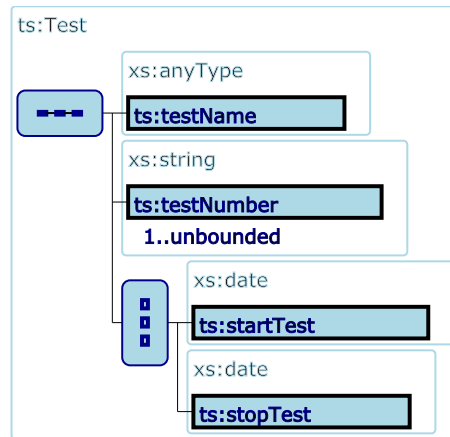 ts:Test
xs:anyType
ts:testName
xs:string
ts:testNumber
1..unbounded
xs:date
ts:startTest
xs:date
ts:stopTest